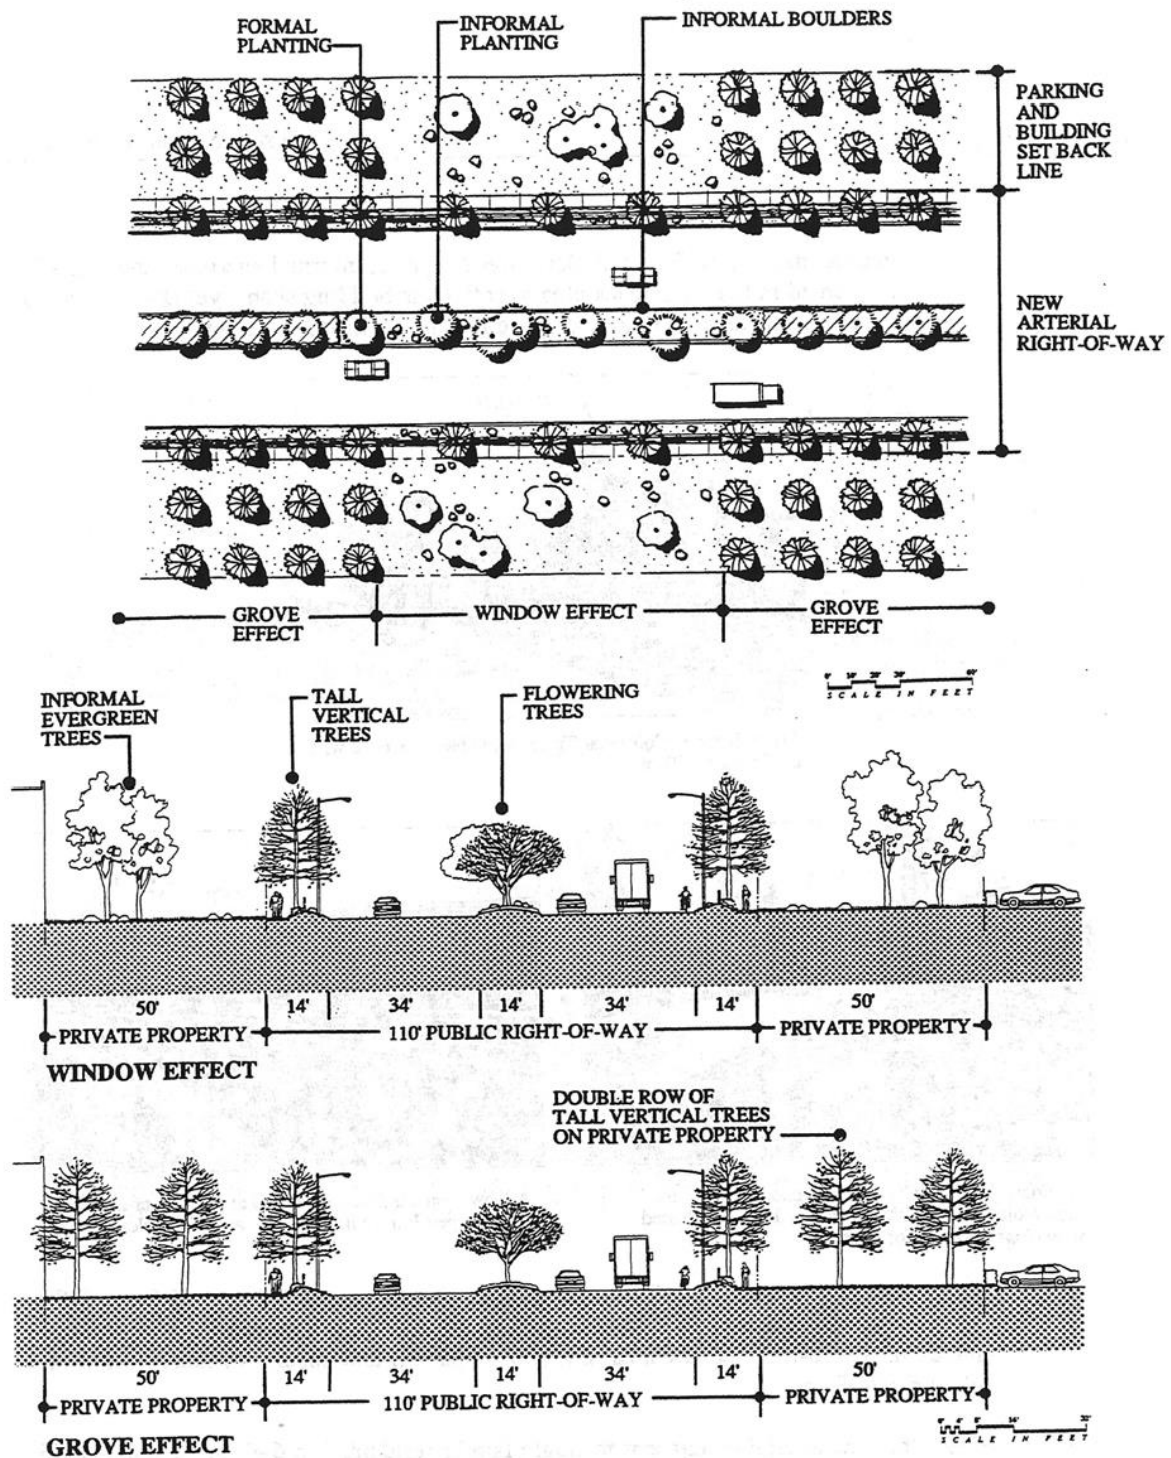 FORMAL
PLANTING
INFORMAL
PLANTING
INFORMAL BOULDERS
PARKING
AND
BUILDING
SET BACK
LINE
NEW
ARTERIAL
RIGHT-OF-WAY
GROVE
EFFECT
WINDOW EFFECT
GROVE
EFFECT
SCALE IN FEET
INFORMAL
EVERGREEN
TREES
TALL
VERTICAL
TREES
FLOWERING
TREES
50' 14' 34' 14' 34' 14' 50'
PRIVATE PROPERTY 110' PUBLIC RIGHT-OF-WAY PRIVATE PROPERTY
WINDOW EFFECT
DOUBLE ROW OF
TALL VERTICAL TREES
ON PRIVATE PROPERTY
50' 14' 34' 14' 34' 14' 50'
PRIVATE PROPERTY 110' PUBLIC RIGHT-OF-WAY PRIVATE PROPERTY
GROVE EFFECT
SCALE IN FEET